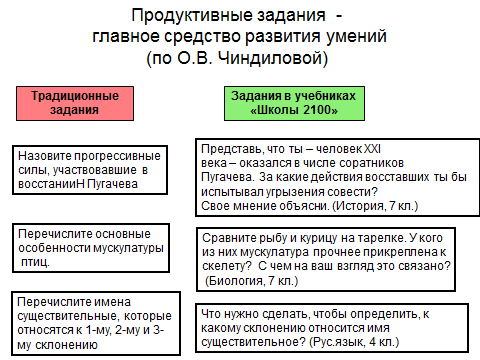 Продуктивные задания -
главное средство развития умений
(по О.В. Чиндиловой)
Традиционные
задания
Задания в учебниках
«Школы 2100»
Назовите прогрессивные
силы, участвовавшие в
восстанииН Пугачева
Представь, что ты – человек XXI
века – оказался в числе соратников
Пугачева. За какие действия восставших ты бы
испытывал угрызения совести?
Свое мнение объясни. (История, 7 кл.)
Перечислите основные
особенности мускулатуры
птиц.
Сравните рыбу и курицу на тарелке. У кого
из них мускулатура прочнее прикреплена к
скелету? С чем на ваш взгляд это связано?
(Биология, 7 кл.)
Перечислите имена
существительные, которые
относятся к 1-му, 2-му и 3-
му склонению
Что нужно сделать, чтобы определить, к
какому склонению относится имя
существительное? (Рус.язык, 4 кл.)